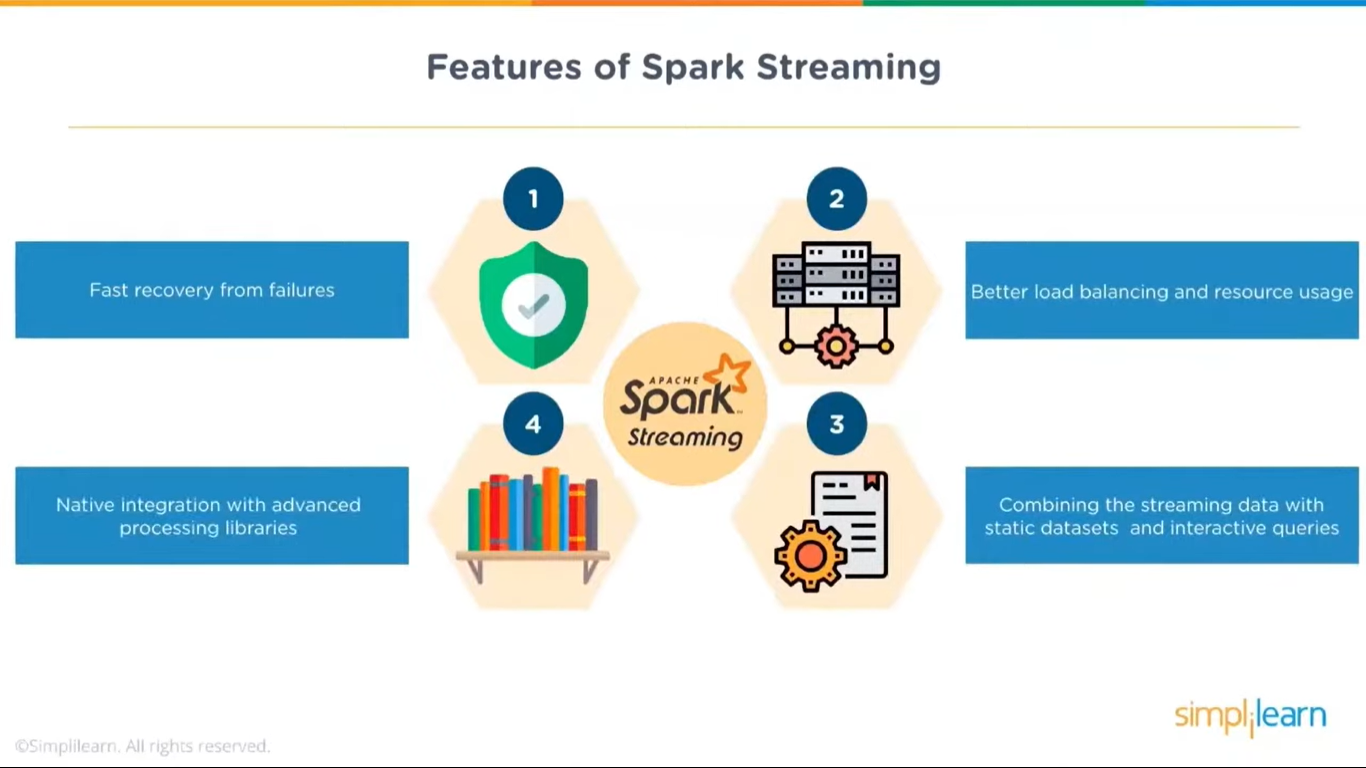 Features of Spark Streaming
1
Fast recovery from failures
2
Better load balancing and resource usage
APACHE
Spark™
Streaming
4
Native integration with advanced
processing libraries
3
Combining the streaming data with
static datasets and interactive queries
simplilearn
©Simplilearn. All rights reserved.